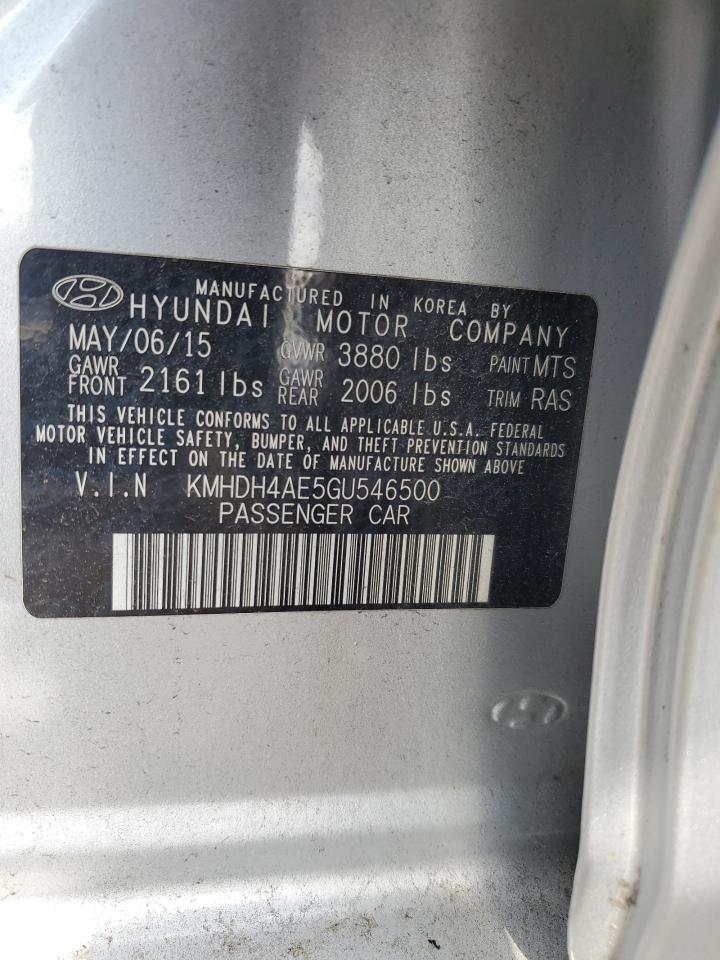 MANUFACTURED IN KOREA BY
HYUNDAI MOTOR COMPANY
MAY/06/15 GVWR 3880 lbs PAINT MTS
GAWR FRONT 2161 lbs GAWR REAR 2006 lbs TRIM RAS
THIS VEHICLE CONFORMS TO ALL APPLICABLE U.S.A. FEDERAL
MOTOR VEHICLE SAFETY, BUMPER, AND THEFT PREVENTION STANDARDS
IN EFFECT ON THE DATE OF MANUFACTURE SHOWN ABOVE
V.I.N KMHDH4AE5GU546500
PASSENGER CAR